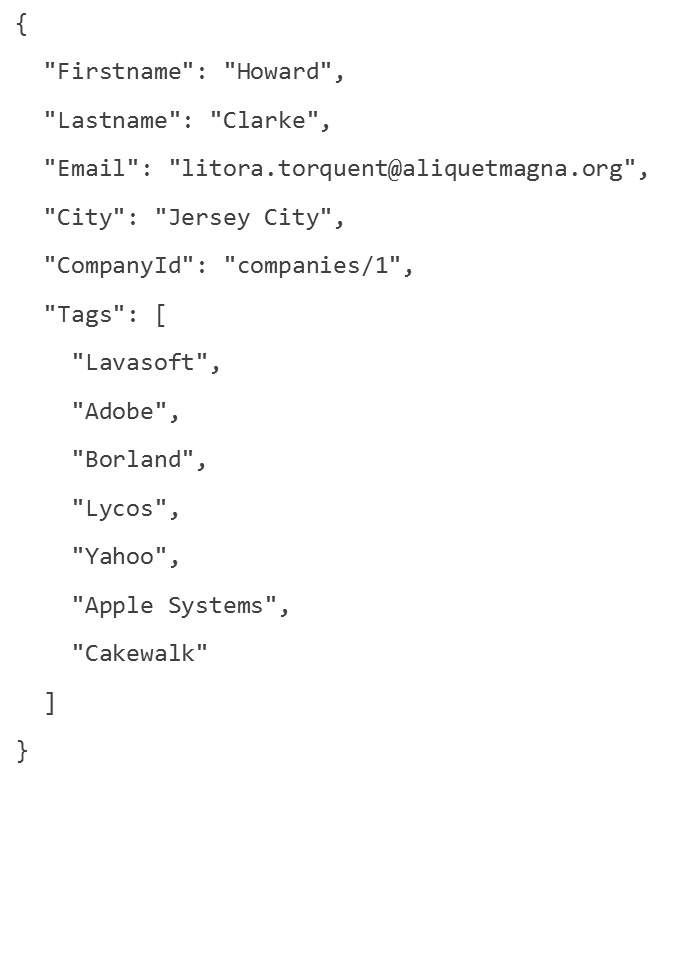 {
  "Firstname": "Howard",
  "Lastname": "Clarke",
  "Email": "litora.torquent@aliquetmagna.org",
  "City": "Jersey City",
  "CompanyId": "companies/1",
  "Tags": [
    "Lavasoft",
    "Adobe",
    "Borland",
    "Lycos",
    "Yahoo",
    "Apple Systems",
    "Cakewalk"
  ]
}